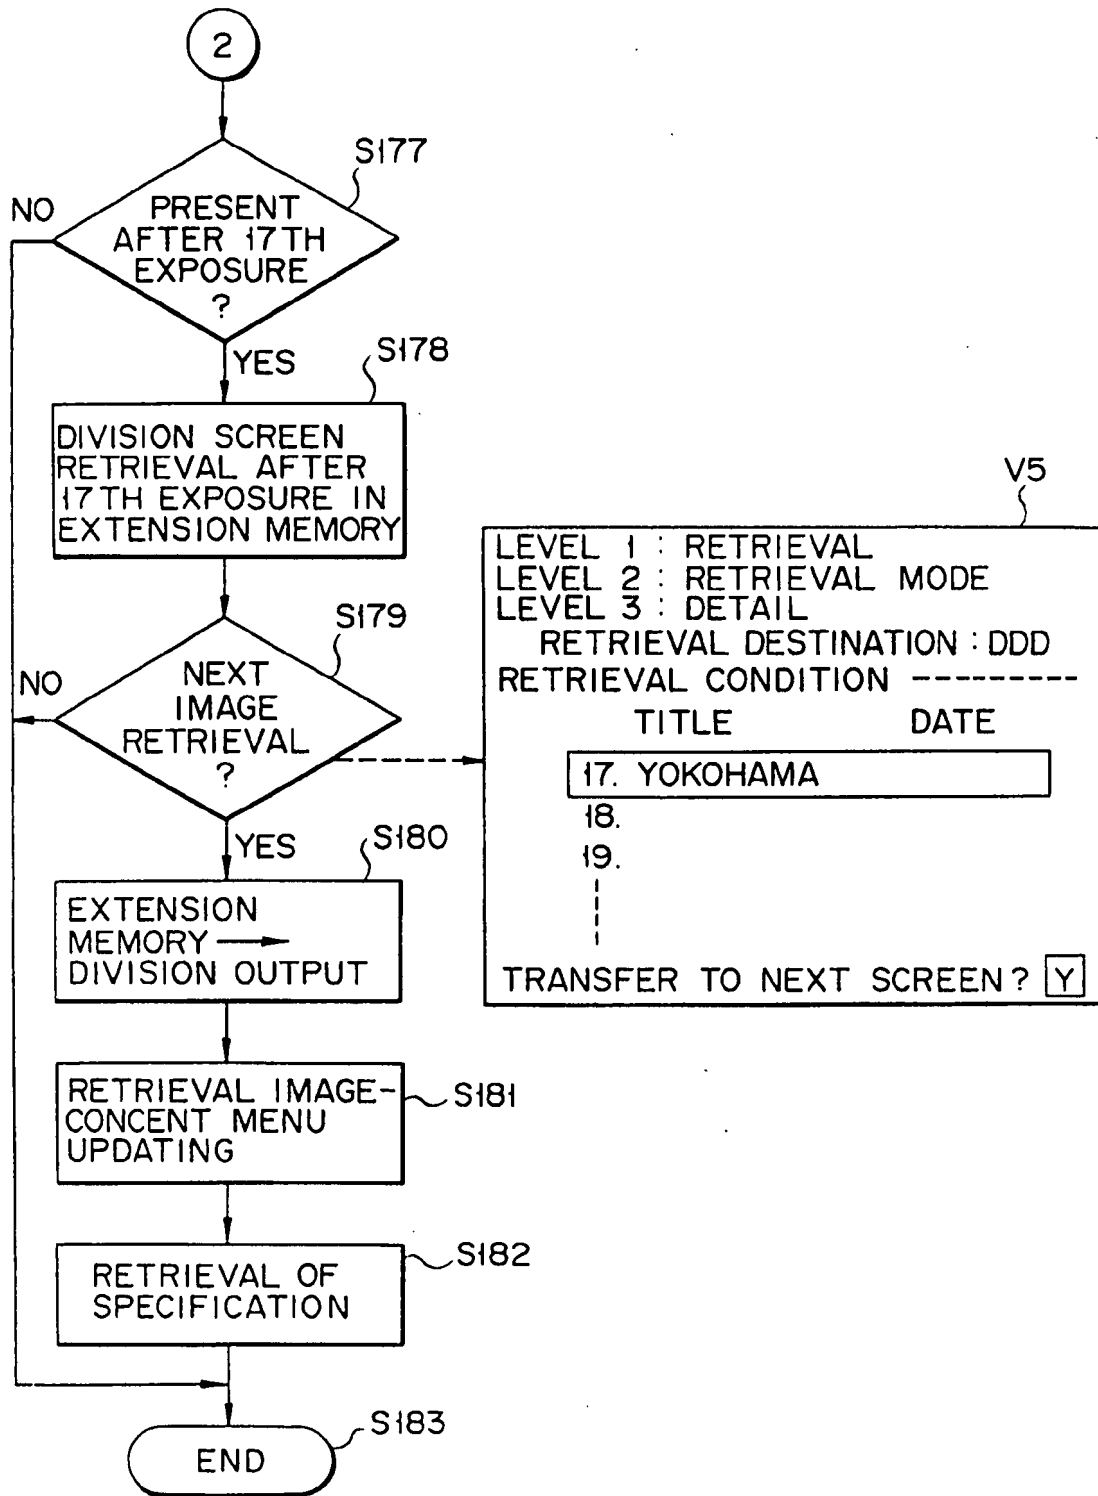 2
S177
NO
PRESENT
AFTER 17TH
EXPOSURE
?
YES
S178
DIVISION SCREEN
RETRIEVAL AFTER
17TH EXPOSURE IN
EXTENSION MEMORY
S179
NO
NEXT
IMAGE
RETRIEVAL
?
YES
S180
EXTENSION
MEMORY →
DIVISION OUTPUT
RETRIEVAL IMAGE-
CONCENT MENU
UPDATING
S181
RETRIEVAL OF
SPECIFICATION
S182
END
S183
V5
LEVEL 1 : RETRIEVAL
LEVEL 2 : RETRIEVAL MODE
LEVEL 3 : DETAIL
RETRIEVAL DESTINATION : DDD
RETRIEVAL CONDITION ---------
TITLE DATE
17. YOKOHAMA
18.
19.
TRANSFER TO NEXT SCREEN? Y